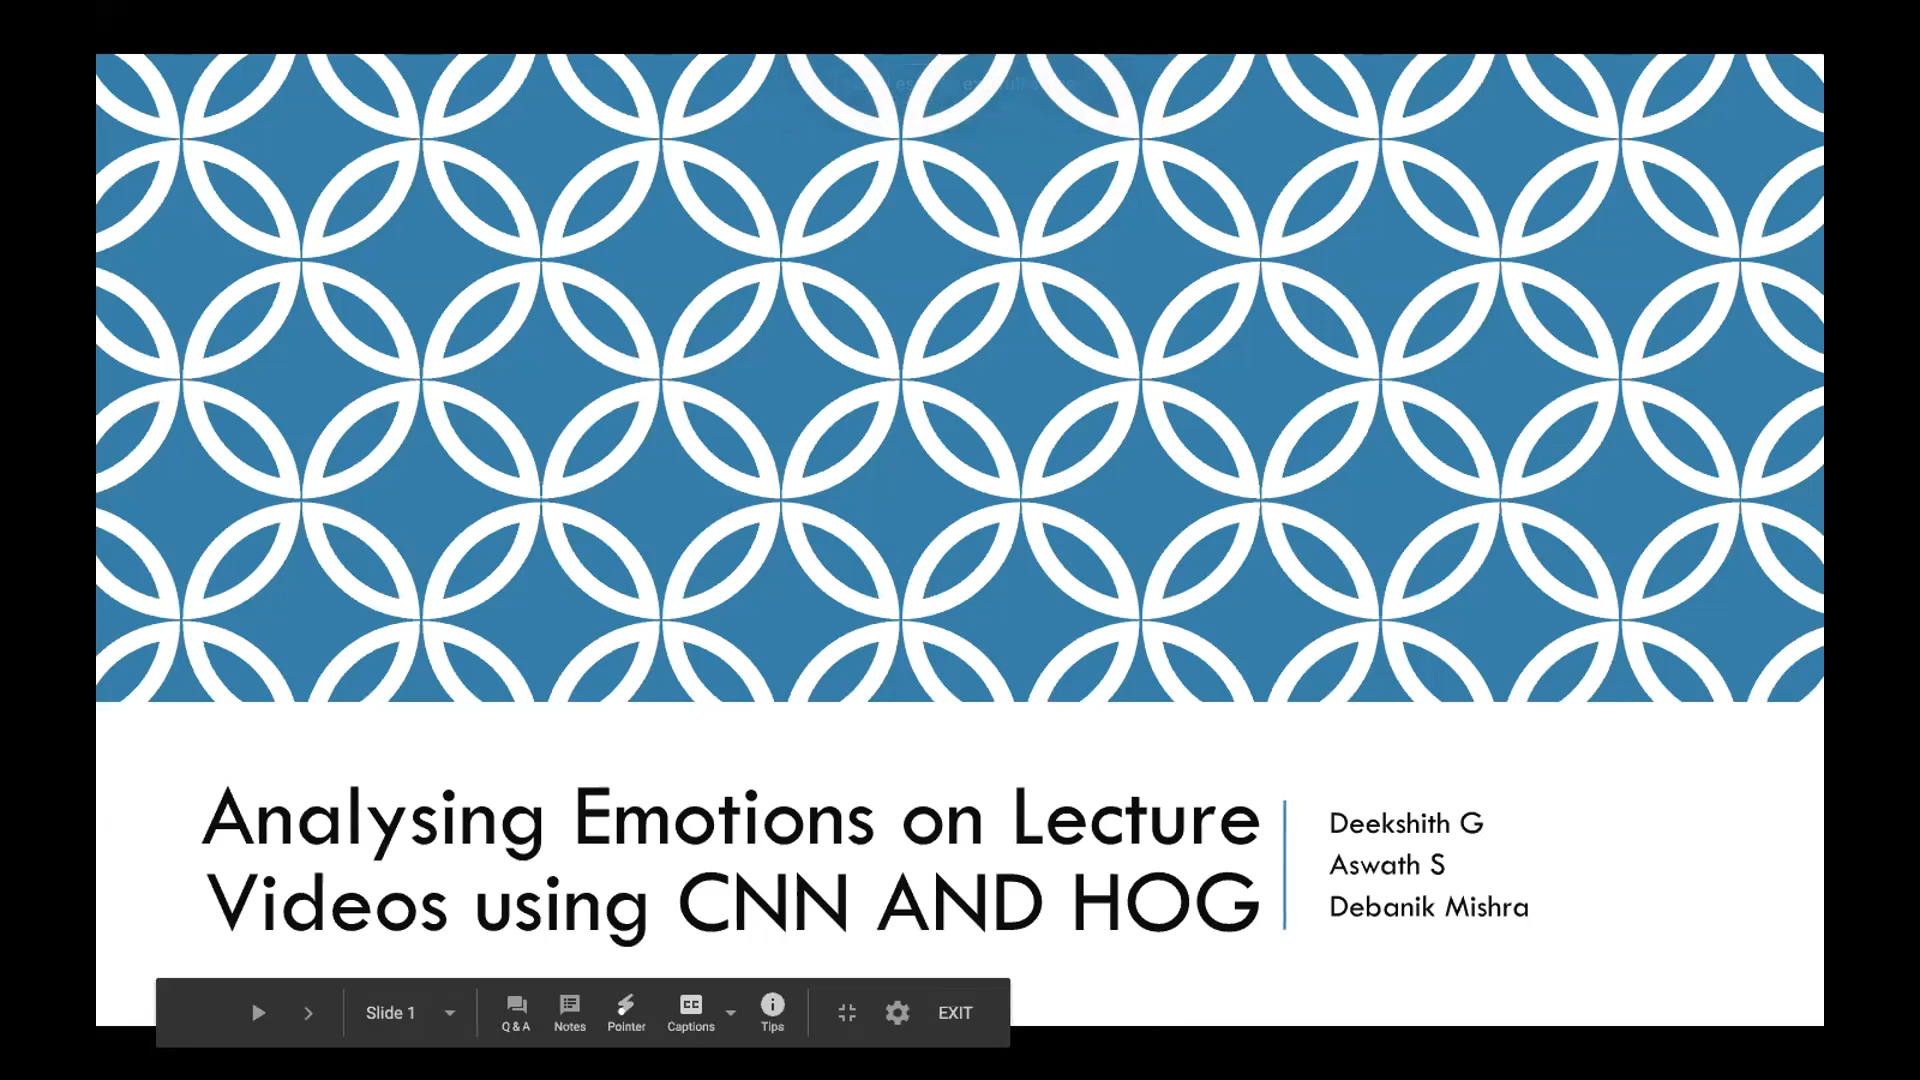 Analysing Emotions on Lecture
Videos using CNN AND HOG
Deekshith G
Aswath S
Debanik Mishra
Slide 1
Q & A
Notes
Pointer
Captions
Tips
EXIT